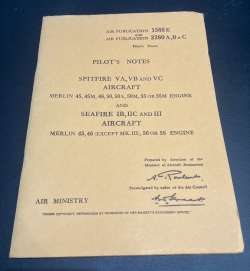 AIR PUBLICATION 1565 E
AND
AIR PUBLICATION 2280 A, B & C
Pilot's Notes
PILOT'S NOTES
SPITFIRE VA, VB AND VC
AIRCRAFT
MERLIN 45, 45M, 46, 50, 50A, 50M, 55 OR 55M ENGINE
AND
SEAFIRE IB, IIC AND III
AIRCRAFT
MERLIN 45, 46 (EXCEPT MK. III), 50 OR 55 ENGINE
Prepared by direction of the
Minister of Aircraft Production
Promulgated by order of the Air Council
AIR MINISTRY